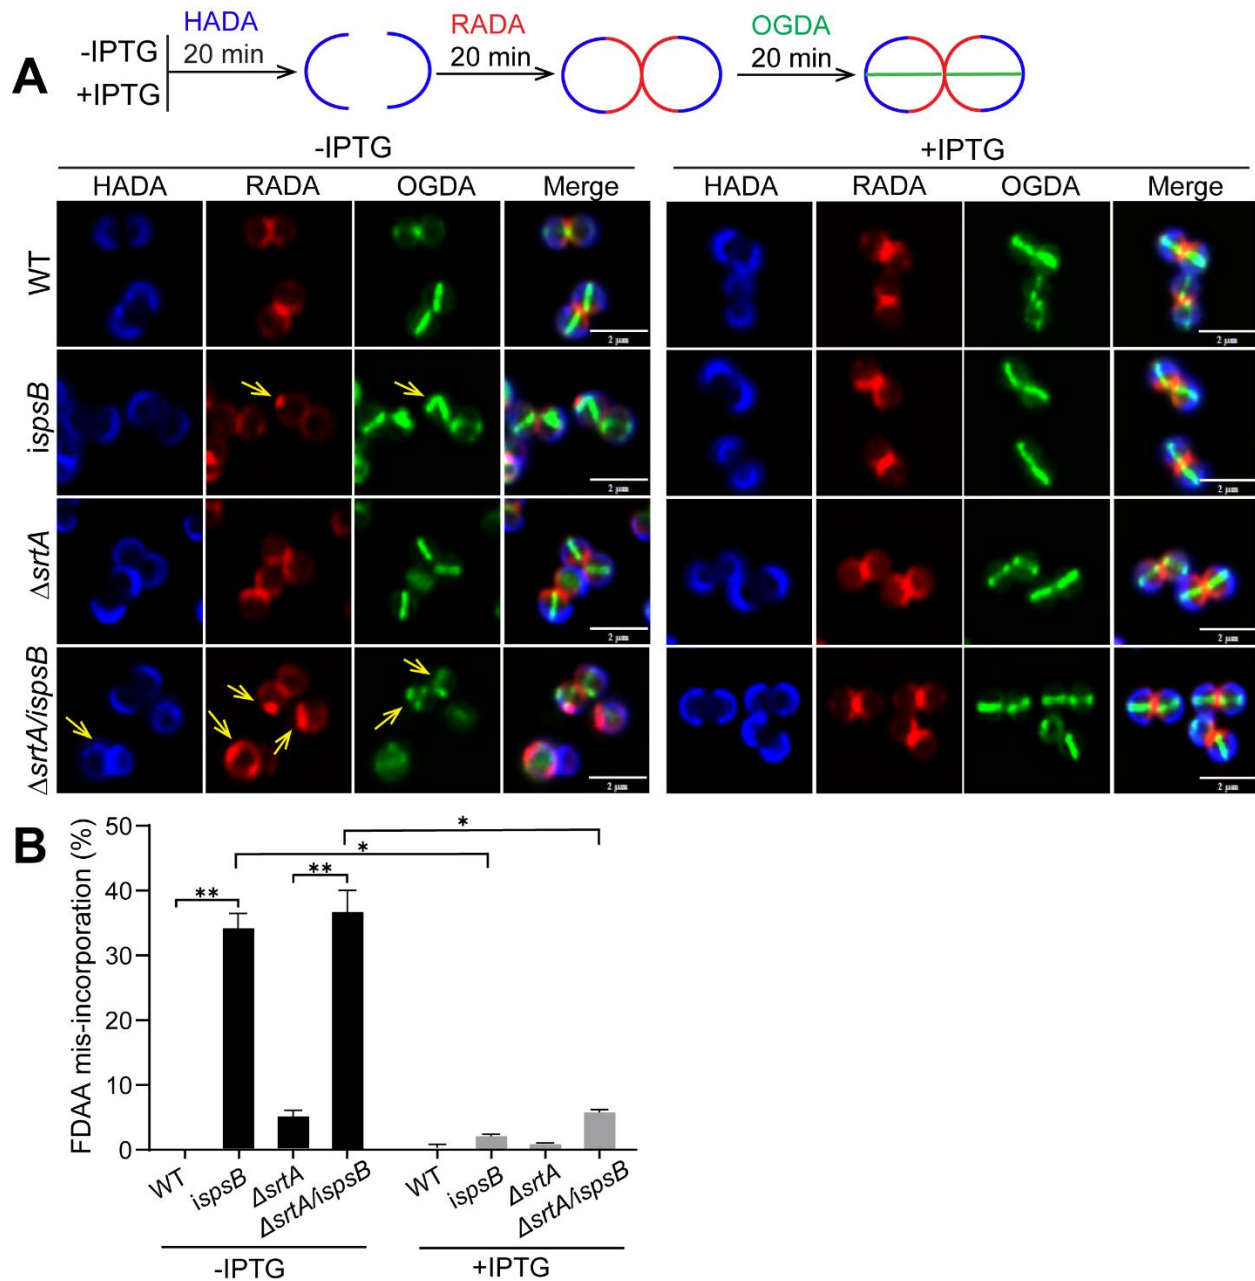 A
-IPTG
+IPTG
HADA
20 min
RADA
20 min
OGDA
20 min
-IPTG
+IPTG
HADA RADA OGDA Merge
HADA RADA OGDA Merge
WT
2 µm
2 µm
ispsB
2 µm
2 µm
ΔsrtA
2 µm
2 µm
ΔsrtA/ispsB
2 µm
2 µm
B
FDAA mis-incorporation (%)
50
40
30
20
10
0
** * ** *
WT ispsB ΔsrtA ΔsrtA/ispsB
WT ispsB ΔsrtA ΔsrtA/ispsB
-IPTG
+IPTG